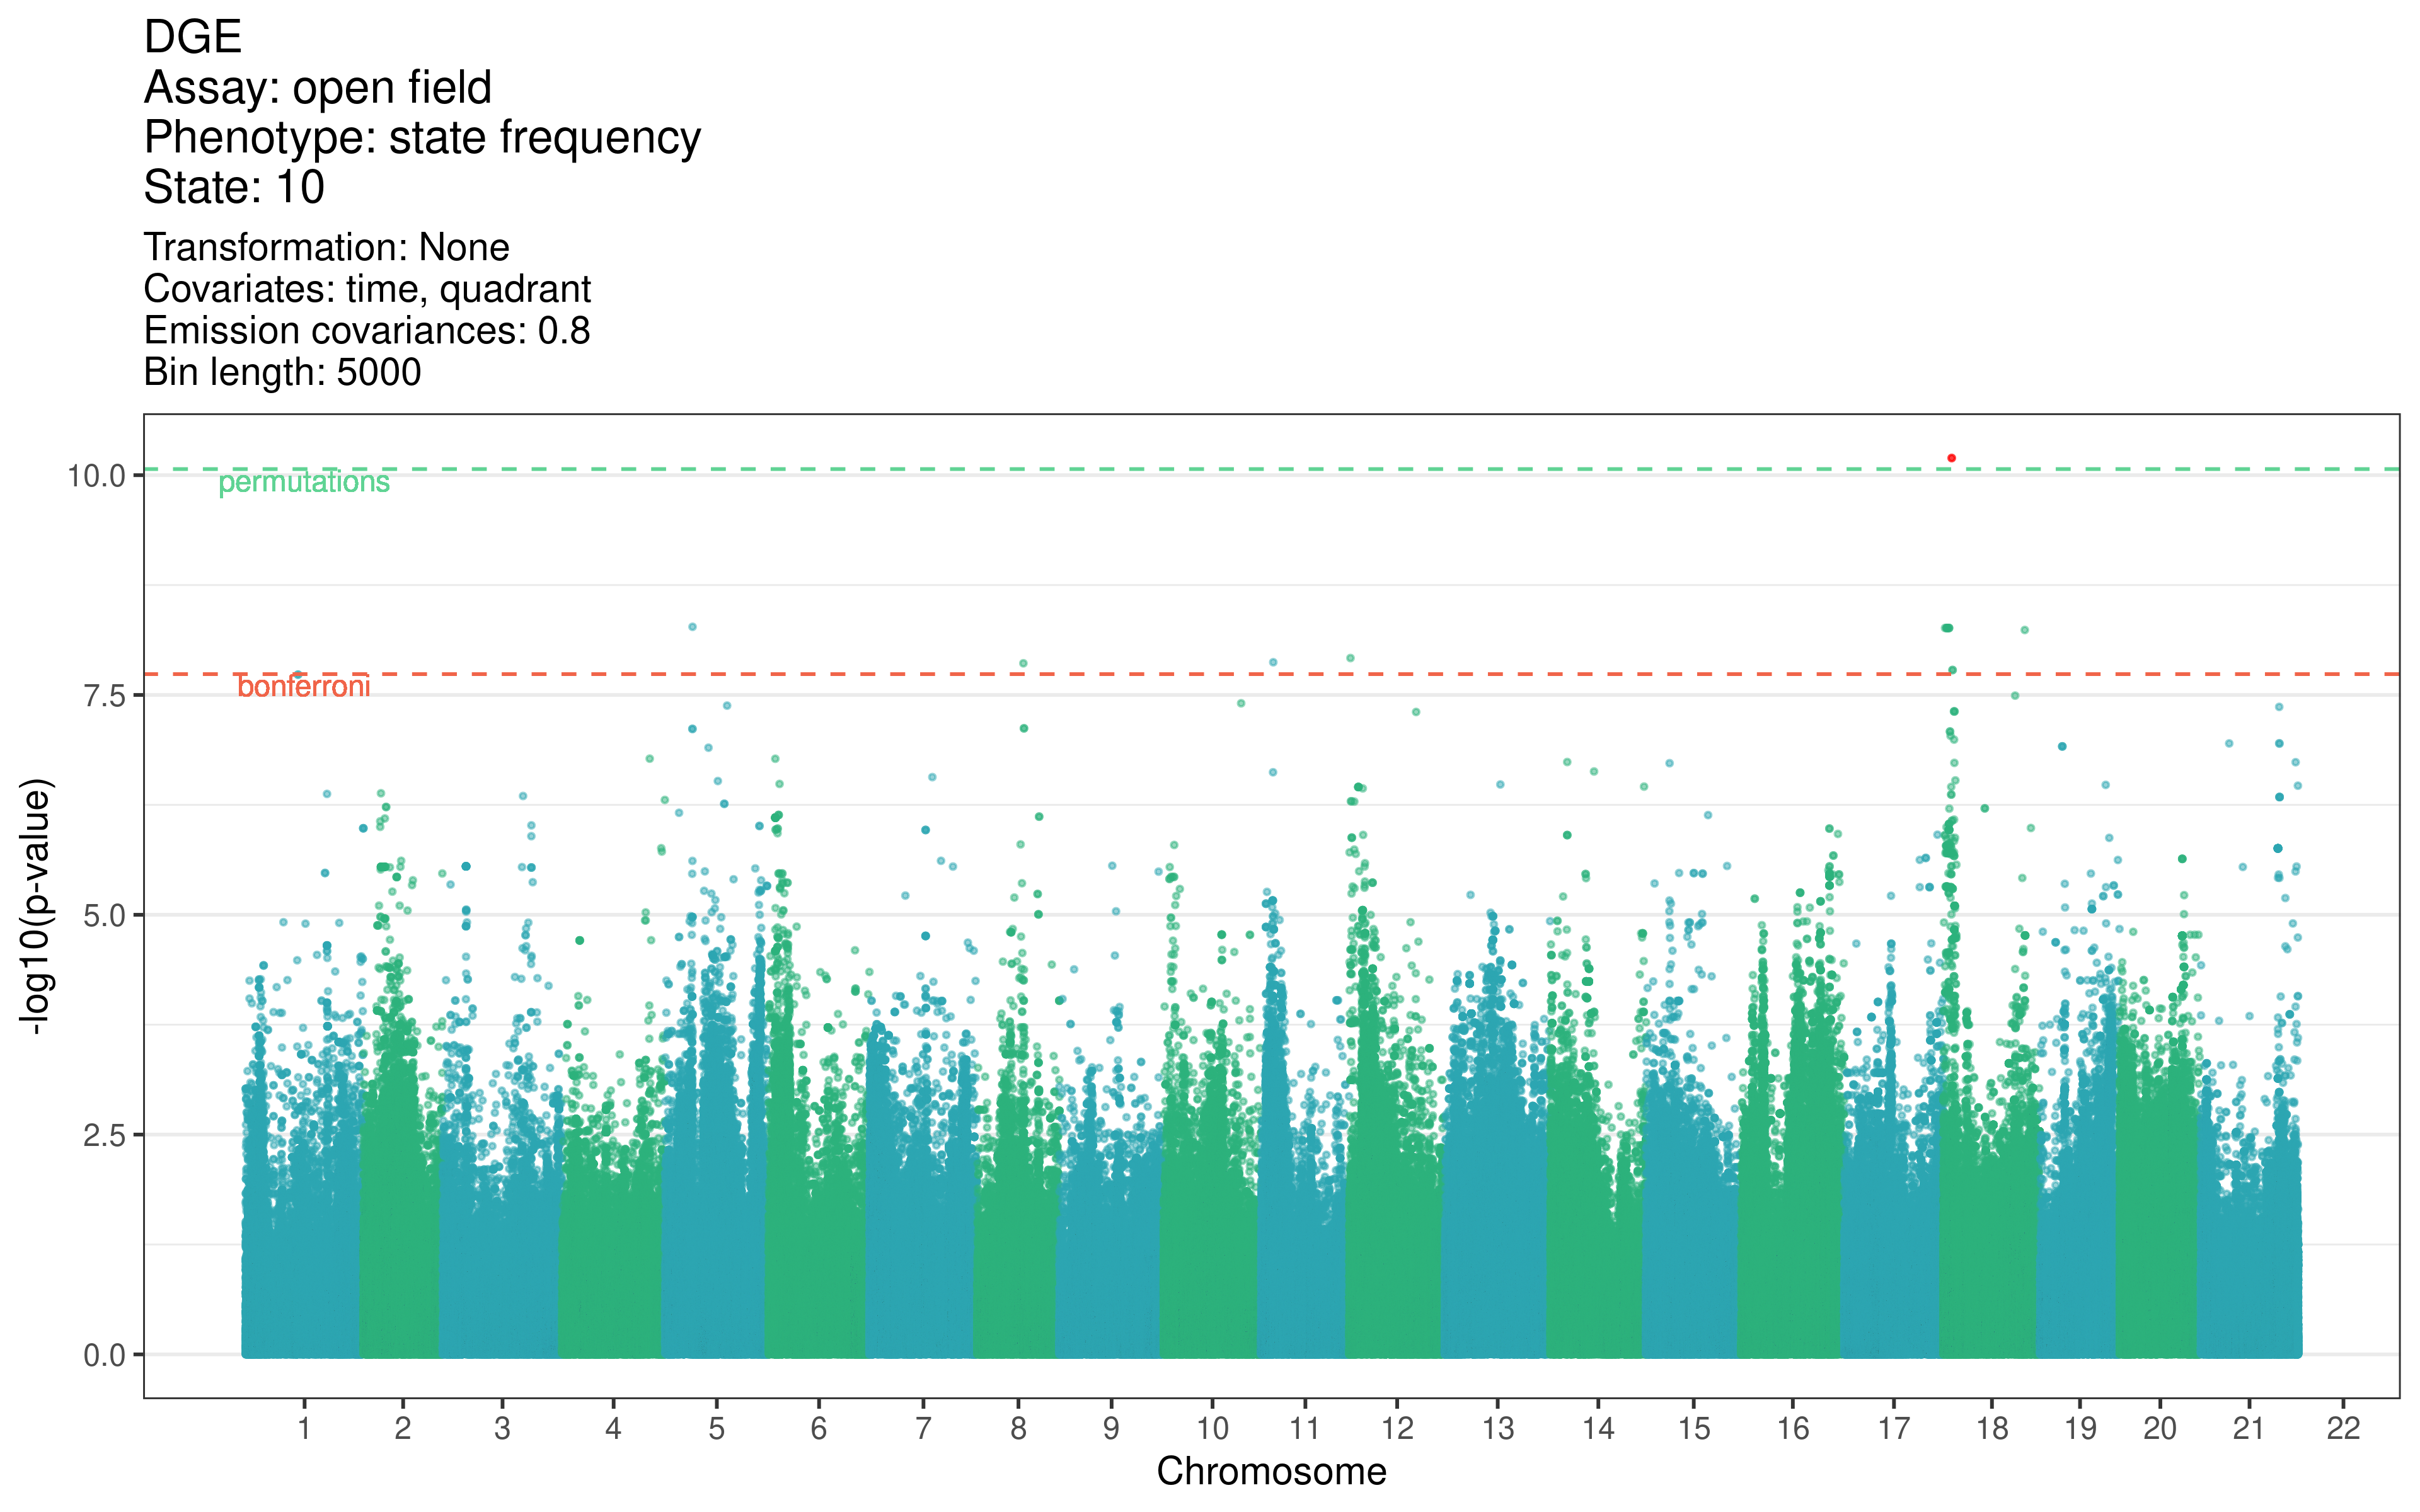 DGE
Assay: open field
Phenotype: state frequency
State: 10
Transformation: None
Covariates: time, quadrant
Emission covariances: 0.8
Bin length: 5000
10.0
permutations
bonferroni
7.5
5.0
2.5
0.0
-log10(p-value)
1 2 3 4 5 6 7 8 9 10 11 12 13 14 15 16 17 18 19 20 21 22
Chromosome